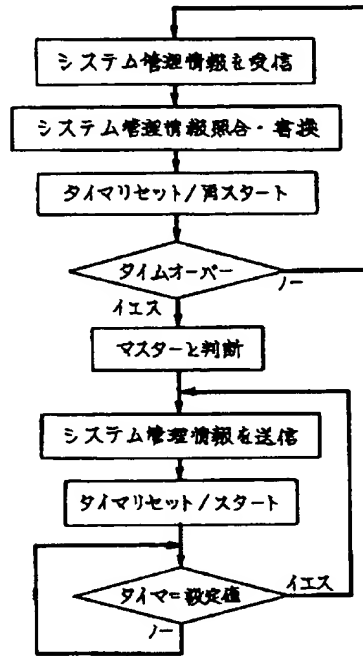 システム管理情報を受信
システム管理情報照合・書換
タイマリセット/再スタート
タイムオーバー
ノー
イエス
マスターと判断
システム管理情報を送信
タイマリセット/スタート
タイマ=設定値
イエス
ノー